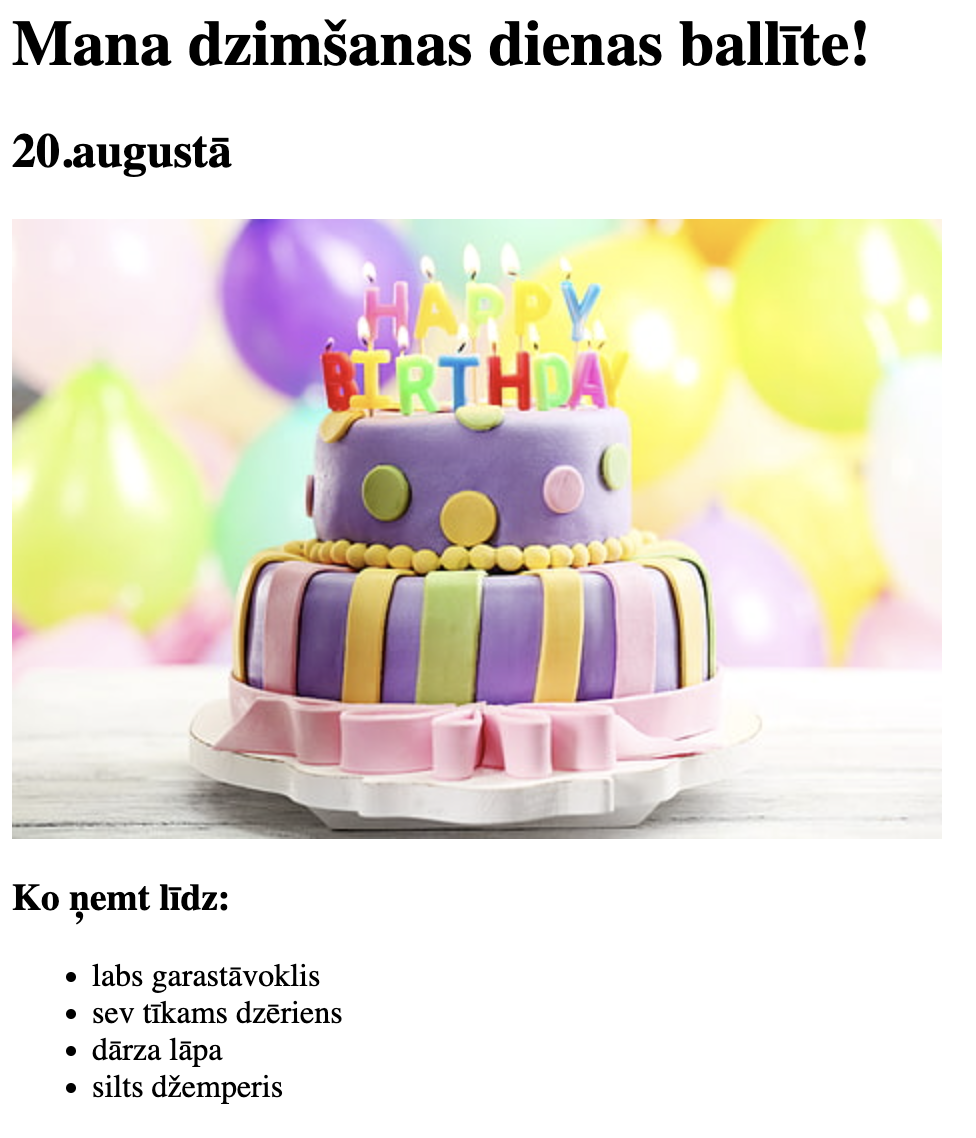 Mana dzimšanas dienas ballīte!
20.augustā
HAPPY
BIRTHDAY
Ko ņemt līdz:
labs garastāvoklis
sev tīkams dzēriens
dārza lāpa
silts džemperis